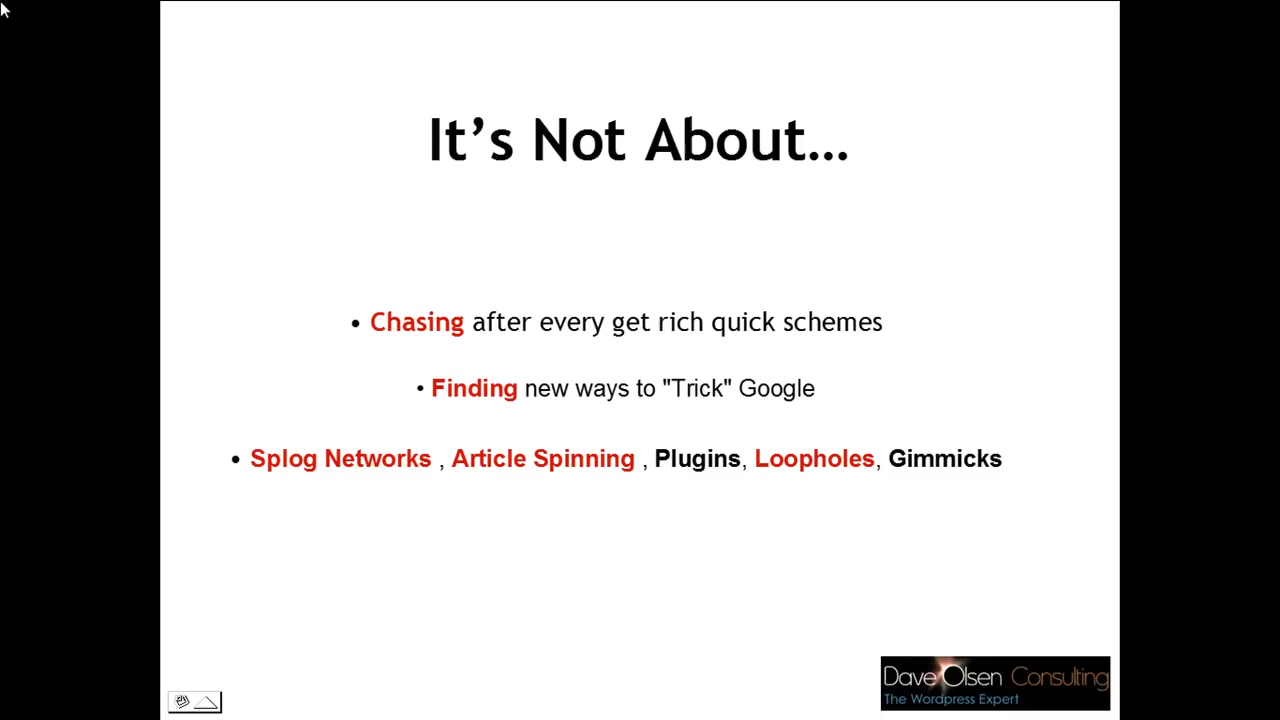 It’s Not About...
• Chasing after every get rich quick schemes
• Finding new ways to "Trick" Google
• Splog Networks , Article Spinning , Plugins, Loopholes, Gimmicks
Dave Olsen Consulting
The Wordpress Expert